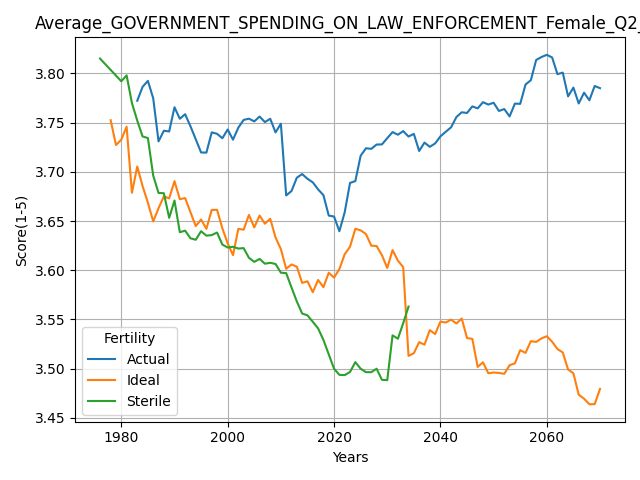 Average_GOVERNMENT_SPENDING_ON_LAW_ENFORCEMENT_Female_Q2_
3.80
3.75
3.70
3.65
3.60
3.55
3.50
3.45
Score(1-5)
Fertility
Actual
Ideal
Sterile
1980 2000 2020 2040 2060
Years